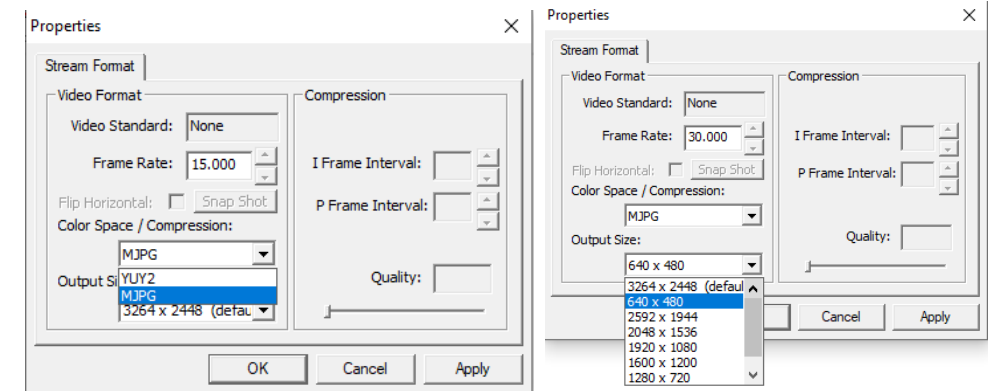 Properties
Stream Format
Video Format
Video Standard: None
Frame Rate: 15.000
Flip Horizontal: Snap Shot
Color Space / Compression:
MJPG
YUY2
MJPG
Output Si
3264 x 2448 (defau
Compression
I Frame Interval:
P Frame Interval:
Quality:
OK Cancel Apply
Properties
Stream Format
Video Format
Video Standard: None
Frame Rate: 30.000
Flip Horizontal: Snap Shot
Color Space / Compression:
MJPG
Output Size:
640 x 480
3264 x 2448 (defaul
640 x 480
2592 x 1944
2048 x 1536
1920 x 1080
1600 x 1200
1280 x 720
Compression
I Frame Interval:
P Frame Interval:
Quality:
Cancel Apply